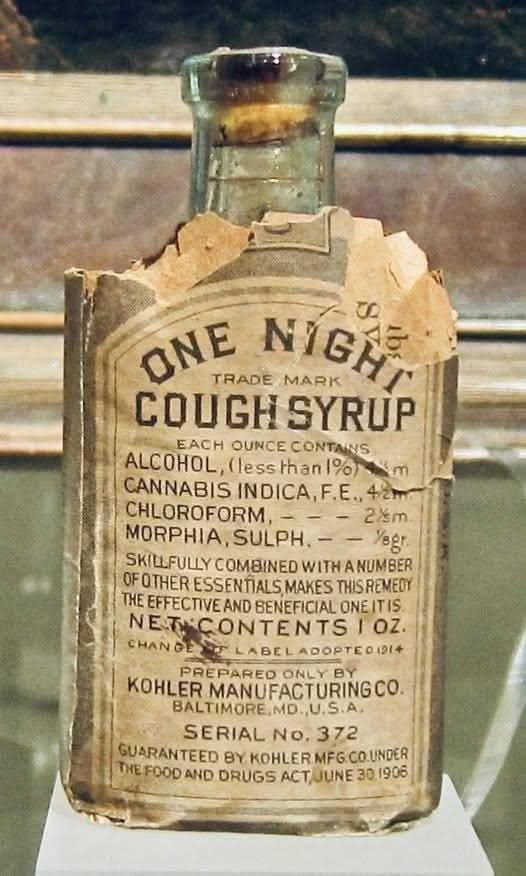 ONE NIGHT
TRADE MARK
COUGH SYRUP
EACH OUNCE CONTAINS
ALCOHOL, (less than 1%) m
CANNABIS INDICA, F.E., 4½m.
CHLOROFORM, – – – 2⅓m.
MORPHIA, SULPH. – – ⅛gr.
SKILLFULLY COMBINED WITH A NUMBER
OF OTHER ESSENTIALS, MAKES THIS REMEDY
THE EFFECTIVE AND BENEFICIAL ONE IT IS.
NET CONTENTS 1 OZ.
CHANGE OF LABEL ADOPTED 1914
PREPARED ONLY BY
KOHLER MANUFACTURING CO.
BALTIMORE, MD., U.S.A.
SERIAL No. 372
GUARANTEED BY KOHLER MFG. CO. UNDER
THE FOOD AND DRUGS ACT, JUNE 30 1906